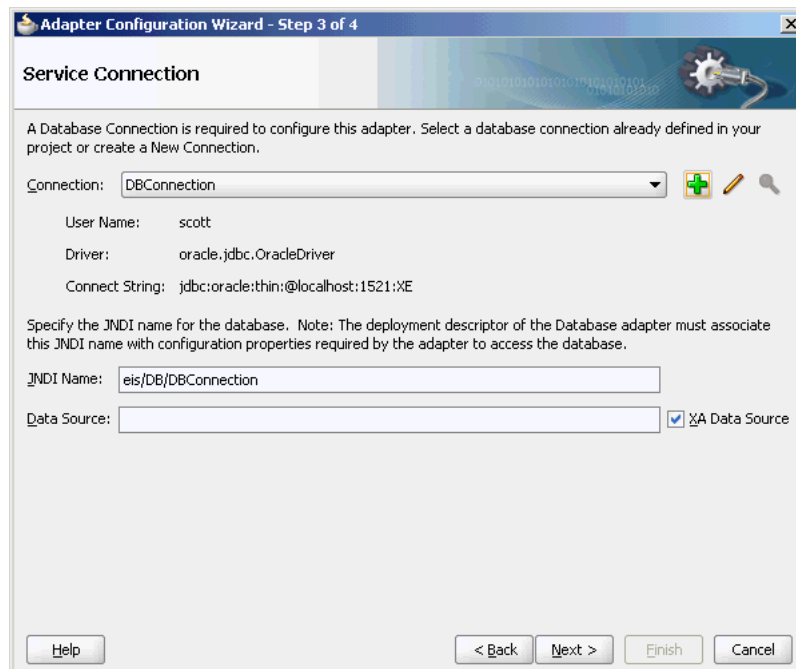 Adapter Configuration Wizard - Step 3 of 4
Service Connection
A Database Connection is required to configure this adapter. Select a database connection already defined in your
project or create a New Connection.
Connection: DBConnection
User Name: scott
Driver: oracle.jdbc.OracleDriver
Connect String: jdbc:oracle:thin:@localhost:1521:XE
Specify the JNDI name for the database. Note: The deployment descriptor of the Database adapter must associate
this JNDI name with configuration properties required by the adapter to access the database.
JNDI Name: eis/DB/DBConnection
Data Source: XA Data Source
Help < Back Next > Finish Cancel